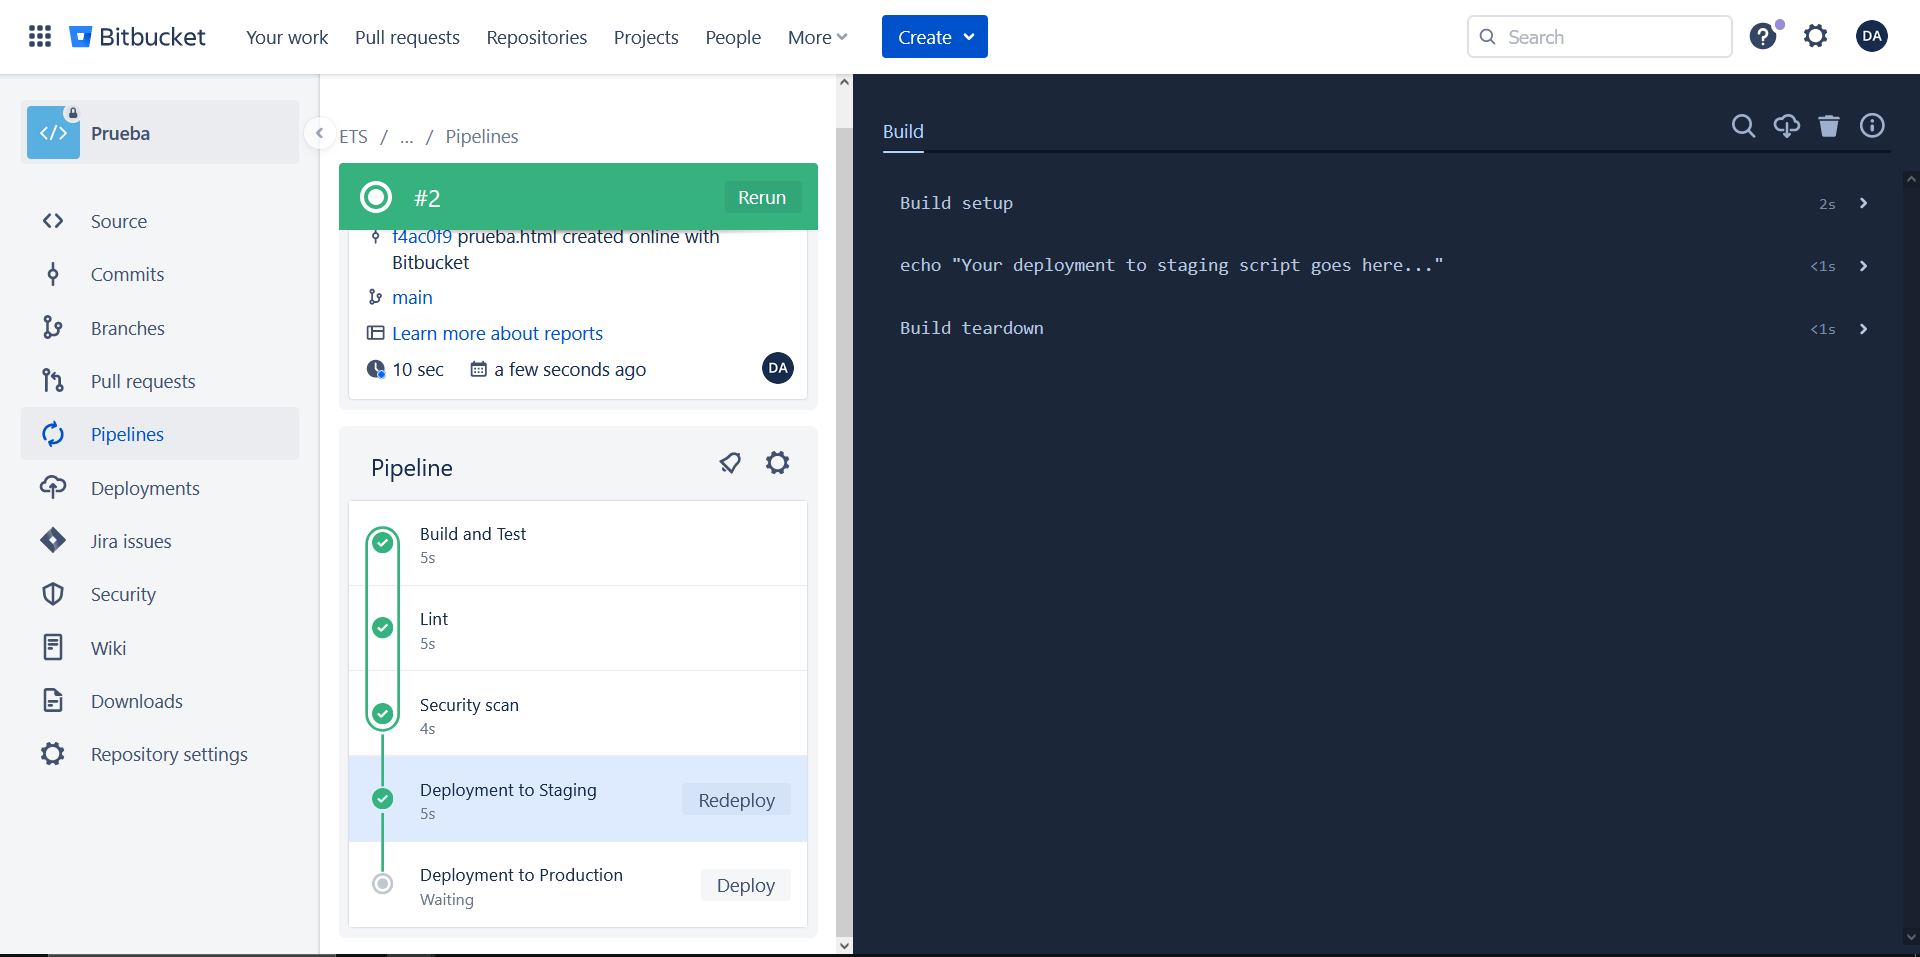 Bitbucket
Your work
Pull requests
Repositories
Projects
People
More
Create
Search
?
DA
</> Prueba
Source
Commits
Branches
Pull requests
Pipelines
Deployments
Jira issues
Security
Wiki
Downloads
Repository settings
ETS / ... / Pipelines
#2
Rerun
f4ac0f9 prueba.html created online with
Bitbucket
main
Learn more about reports
10 sec
a few seconds ago
DA
Pipeline
Build and Test
5s
Lint
5s
Security scan
4s
Deployment to Staging
5s
Redeploy
Deployment to Production
Waiting
Deploy
Build
Build setup 2s
echo "Your deployment to staging script goes here..." <1s
Build teardown <1s